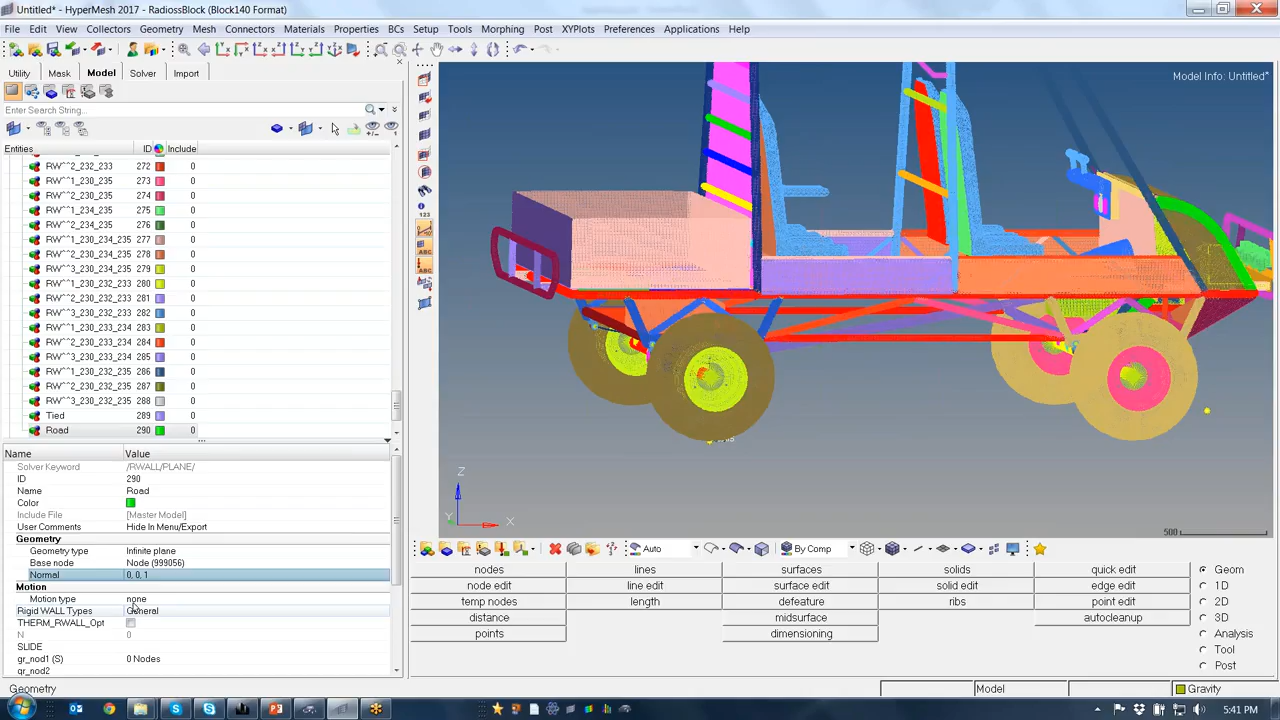 Untitled* - HyperMesh 2017 - RadiossBlock (Block140 Format)
File Edit View Collectors Geometry Mesh Connectors Materials Properties BCs Setup Tools Morphing Post XYPlots Preferences Applications Help
Utility Mask Model Solver Import
Model Info: Untitled*
Enter Search String...
Entities ID Include
RW^^2_232_233 272 0
RW^^1_230_235 273 0
RW^^2_230_235 274 0
RW^^1_234_235 275 0
RW^^2_234_235 276 0
RW^^1_230_234_235 277 0
RW^^2_230_234_235 278 0
RW^^3_230_234_235 279 0
RW^^1_230_232_233 280 0
RW^^2_230_232_233 281 0
RW^^3_230_232_233 282 0
RW^^1_230_232_234 283 0
RW^^2_230_232_234 284 0
RW^^3_230_232_234 285 0
RW^^1_230_232_235 286 0
RW^^2_230_232_235 287 0
RW^^3_230_232_235 288 0
Tied 289 0
Road 290 0
Name Value
Solver Keyword /RWALL/PLANE/
ID 290
Name Road
Color
Include File [Master Model]
User Comments Hide In Menu/Export
Geometry
Geometry type Infinite plane
Base node Node (999056)
Normal 0, 0, 1
Motion
Motion type none
Rigid WALL Types General
THERM_RWALL_Opt
N 0
SLIDE
gr_nod1 (S) 0 Nodes
gr_nod2
123
ABC
ABC
Z
Y
X
500
Auto By Comp
nodes lines surfaces solids quick edit Geom
node edit line edit surface edit solid edit edge edit 1D
temp nodes length defeature ribs point edit 2D
distance midsurface autocleanup 3D
points dimensioning Analysis
Tool
Post
Geometry Model Gravity
5:41 PM